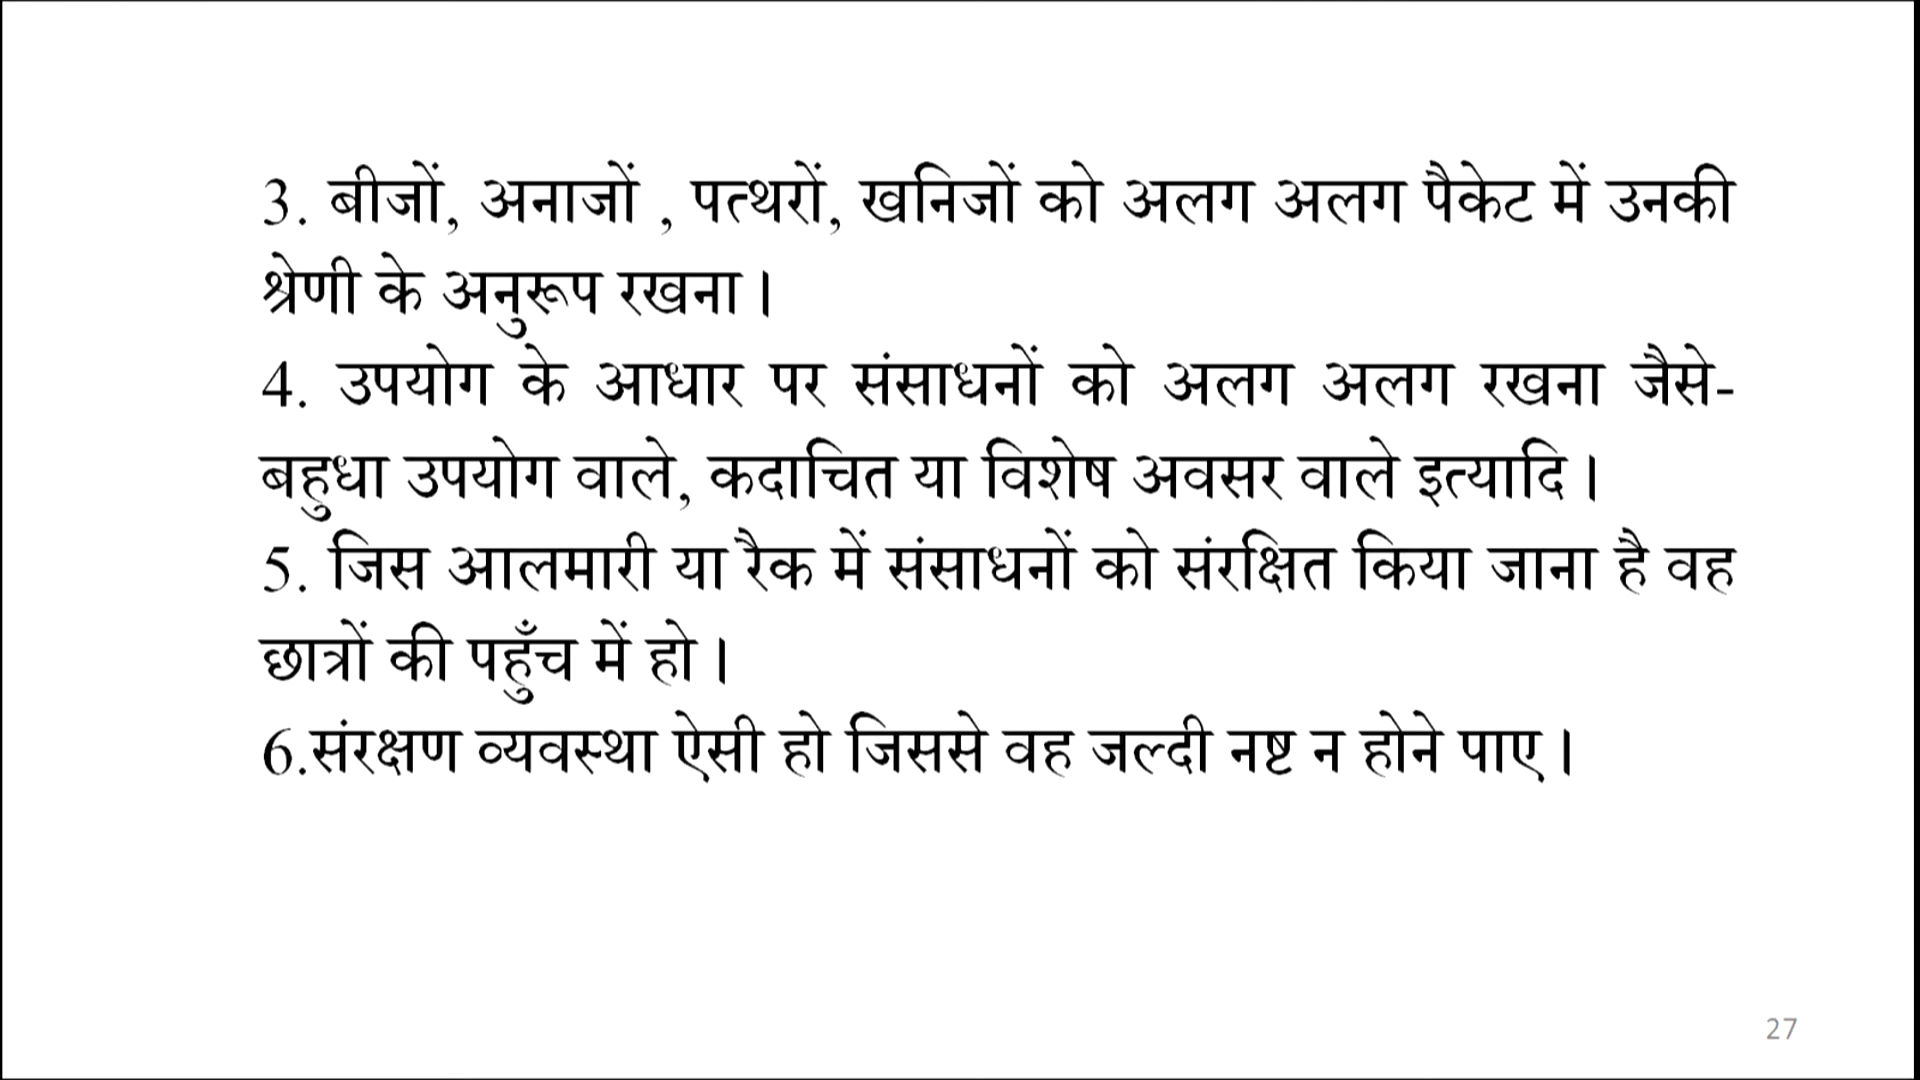 3. बीजों, अनाजों , पत्थरों, खनिजों को अलग अलग पैकेट में उनकी
श्रेणी के अनुरूप रखना।
4. उपयोग के आधार पर संसाधनों को अलग अलग रखना जैसे-
बहुधा उपयोग वाले, कदाचित या विशेष अवसर वाले इत्यादि।
5. जिस आलमारी या रैक में संसाधनों को संरक्षित किया जाना है वह
छात्रों की पहुँच में हो।
6.संरक्षण व्यवस्था ऐसी हो जिससे वह जल्दी नष्ट न होने पाए।
27